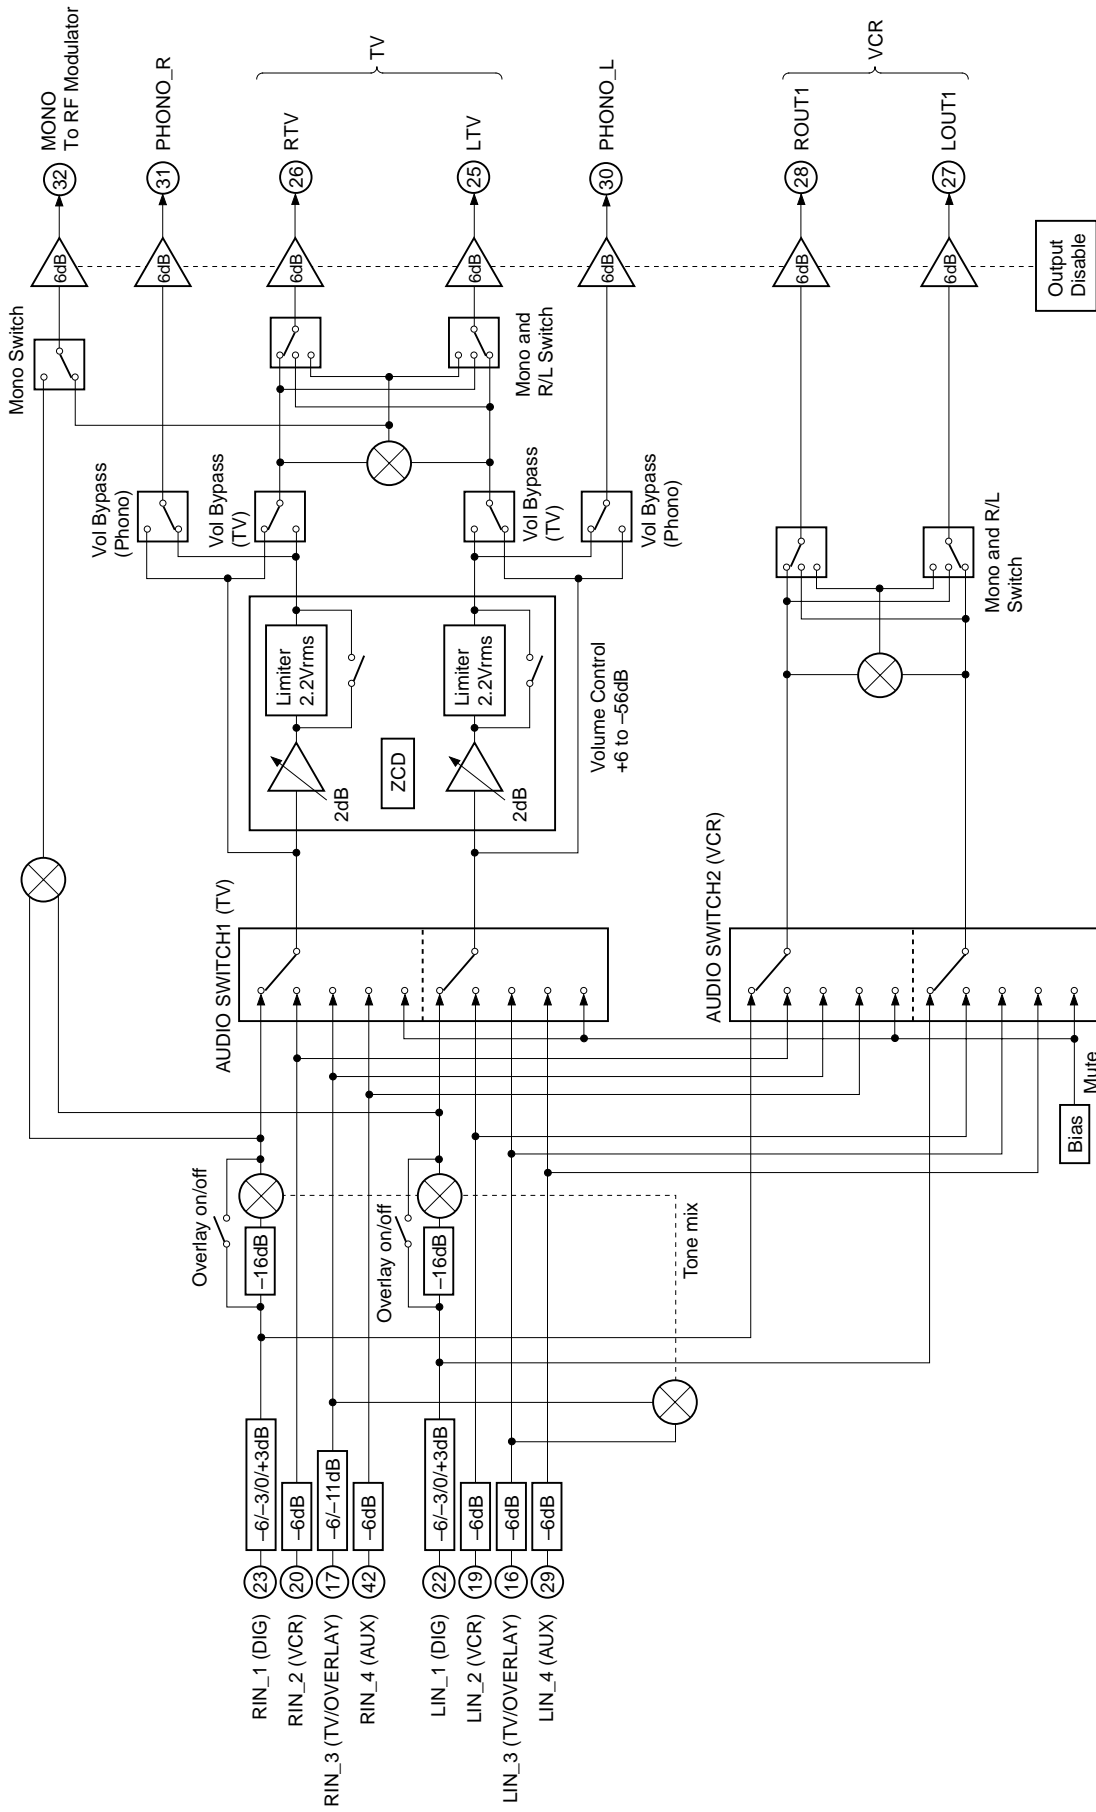 RIN_1 (DIG)
23
–6/–3/0/+3dB
RIN_2 (VCR)
20
–6dB
RIN_3 (TV/OVERLAY)
17
–6/–11dB
RIN_4 (AUX)
42
–6dB
LIN_1 (DIG)
22
–6/–3/0/+3dB
LIN_2 (VCR)
19
–6dB
LIN_3 (TV/OVERLAY)
16
–6dB
LIN_4 (AUX)
29
–6dB
Overlay on/off
–16dB
Overlay on/off
–16dB
Tone mix
Bias
Mute
AUDIO SWITCH1 (TV)
AUDIO SWITCH2 (VCR)
2dB
Limiter
2.2Vrms
ZCD
2dB
Limiter
2.2Vrms
Volume Control
+6 to –56dB
Vol Bypass
(Phono)
Vol Bypass
(TV)
Vol Bypass
(TV)
Vol Bypass
(Phono)
Mono Switch
Mono and
R/L Switch
Mono and R/L
Switch
6dB
32
MONO
To RF Modulator
6dB
31
PHONO_R
6dB
26
RTV
TV
6dB
25
LTV
6dB
30
PHONO_L
6dB
28
ROUT1
VCR
6dB
27
LOUT1
Output
Disable